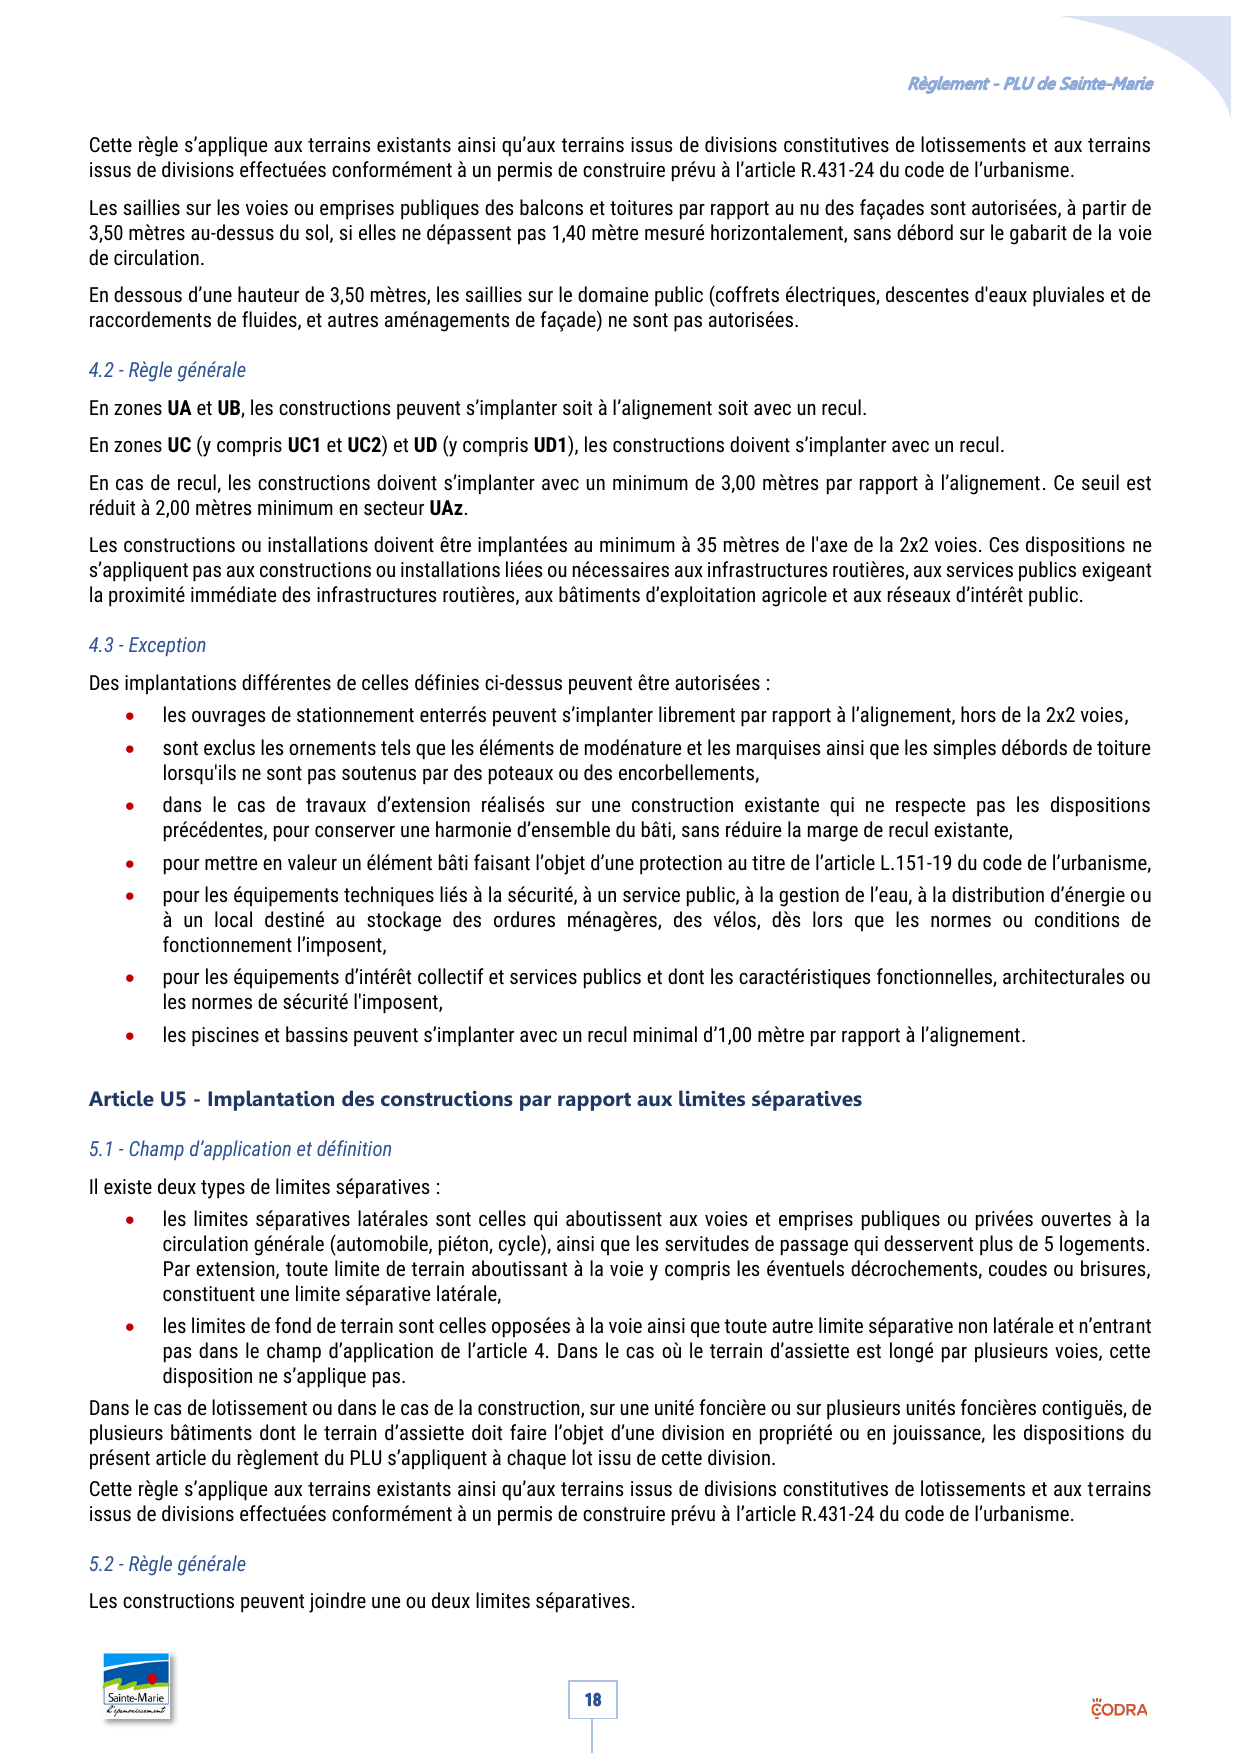 Règlement - PLU de Sainte-Marie
Cette règle s’applique aux terrains existants ainsi qu’aux terrains issus de divisions constitutives de lotissements et aux terrains
issus de divisions effectuées conformément à un permis de construire prévu à l’article R.431-24 du code de l’urbanisme.
Les saillies sur les voies ou emprises publiques des balcons et toitures par rapport au nu des façades sont autorisées, à partir de
3,50 mètres au-dessus du sol, si elles ne dépassent pas 1,40 mètre mesuré horizontalement, sans débord sur le gabarit de la voie
de circulation.
En dessous d’une hauteur de 3,50 mètres, les saillies sur le domaine public (coffrets électriques, descentes d'eaux pluviales et de
raccordements de fluides, et autres aménagements de façade) ne sont pas autorisées.
4.2 - Règle générale
En zones UA et UB, les constructions peuvent s’implanter soit à l’alignement soit avec un recul.
En zones UC (y compris UC1 et UC2) et UD (y compris UD1), les constructions doivent s’implanter avec un recul.
En cas de recul, les constructions doivent s’implanter avec un minimum de 3,00 mètres par rapport à l’alignement. Ce seuil est
réduit à 2,00 mètres minimum en secteur UAz.
Les constructions ou installations doivent être implantées au minimum à 35 mètres de l'axe de la 2x2 voies. Ces dispositions ne
s’appliquent pas aux constructions ou installations liées ou nécessaires aux infrastructures routières, aux services publics exigeant
la proximité immédiate des infrastructures routières, aux bâtiments d’exploitation agricole et aux réseaux d’intérêt public.
4.3 - Exception
Des implantations différentes de celles définies ci-dessus peuvent être autorisées :
• les ouvrages de stationnement enterrés peuvent s’implanter librement par rapport à l’alignement, hors de la 2x2 voies,
• sont exclus les ornements tels que les éléments de modénature et les marquises ainsi que les simples débords de toiture
lorsqu'ils ne sont pas soutenus par des poteaux ou des encorbellements,
• dans le cas de travaux d’extension réalisés sur une construction existante qui ne respecte pas les dispositions
précédentes, pour conserver une harmonie d’ensemble du bâti, sans réduire la marge de recul existante,
• pour mettre en valeur un élément bâti faisant l’objet d’une protection au titre de l’article L.151-19 du code de l’urbanisme,
• pour les équipements techniques liés à la sécurité, à un service public, à la gestion de l’eau, à la distribution d’énergie ou
à un local destiné au stockage des ordures ménagères, des vélos, dès lors que les normes ou conditions de
fonctionnement l’imposent,
• pour les équipements d’intérêt collectif et services publics et dont les caractéristiques fonctionnelles, architecturales ou
les normes de sécurité l'imposent,
• les piscines et bassins peuvent s’implanter avec un recul minimal d’1,00 mètre par rapport à l’alignement.
Article U5 - Implantation des constructions par rapport aux limites séparatives
5.1 - Champ d’application et définition
Il existe deux types de limites séparatives :
• les limites séparatives latérales sont celles qui aboutissent aux voies et emprises publiques ou privées ouvertes à la
circulation générale (automobile, piéton, cycle), ainsi que les servitudes de passage qui desservent plus de 5 logements.
Par extension, toute limite de terrain aboutissant à la voie y compris les éventuels décrochements, coudes ou brisures,
constituent une limite séparative latérale,
• les limites de fond de terrain sont celles opposées à la voie ainsi que toute autre limite séparative non latérale et n’entrant
pas dans le champ d’application de l’article 4. Dans le cas où le terrain d’assiette est longé par plusieurs voies, cette
disposition ne s’applique pas.
Dans le cas de lotissement ou dans le cas de la construction, sur une unité foncière ou sur plusieurs unités foncières contiguës, de
plusieurs bâtiments dont le terrain d’assiette doit faire l’objet d’une division en propriété ou en jouissance, les dispositions du
présent article du règlement du PLU s’appliquent à chaque lot issu de cette division.
Cette règle s’applique aux terrains existants ainsi qu’aux terrains issus de divisions constitutives de lotissements et aux terrains
issus de divisions effectuées conformément à un permis de construire prévu à l’article R.431-24 du code de l’urbanisme.
5.2 - Règle générale
Les constructions peuvent joindre une ou deux limites séparatives.
Sainte-Marie
l'épanouissement
18
CODRA